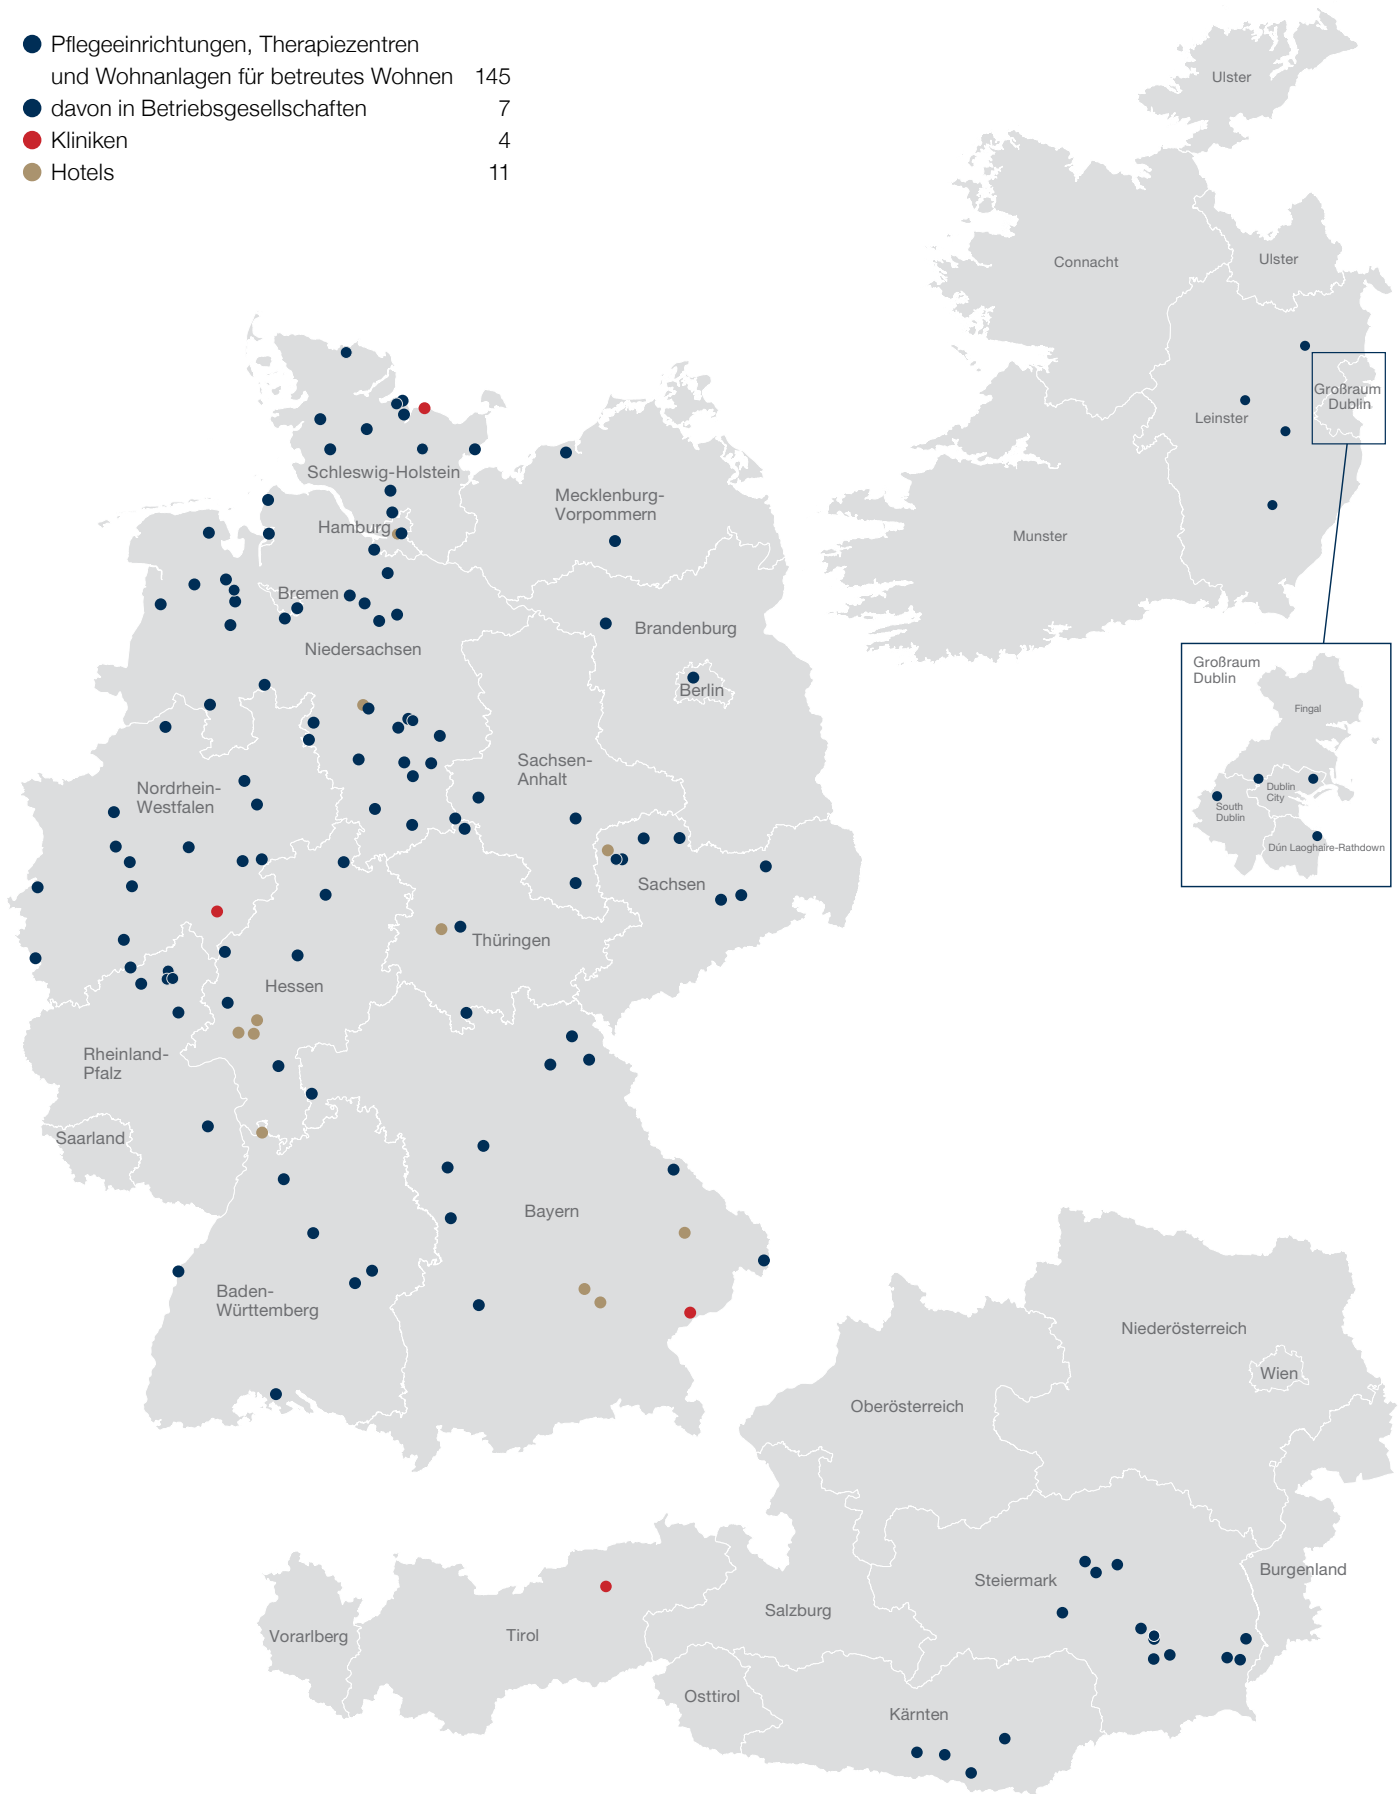 Pflegeeinrichtungen, Therapiezentren
und Wohnanlagen für betreutes Wohnen 145
davon in Betriebsgesellschaften 7
Kliniken 4
Hotels 11
Ulster
Connacht
Ulster
Großraum
Dublin
Leinster
Munster
Großraum
Dublin
Fingal
Dublin
City
South
Dublin
Dún Laoghaire-Rathdown
Schleswig-Holstein
Mecklenburg-
Vorpommern
Hamburg
Bremen
Brandenburg
Niedersachsen
Berlin
Sachsen-
Anhalt
Nordrhein-
Westfalen
Sachsen
Thüringen
Hessen
Rheinland-
Pfalz
Saarland
Bayern
Baden-
Württemberg
Niederösterreich
Wien
Oberösterreich
Burgenland
Steiermark
Salzburg
Tirol
Vorarlberg
Osttirol
Kärnten